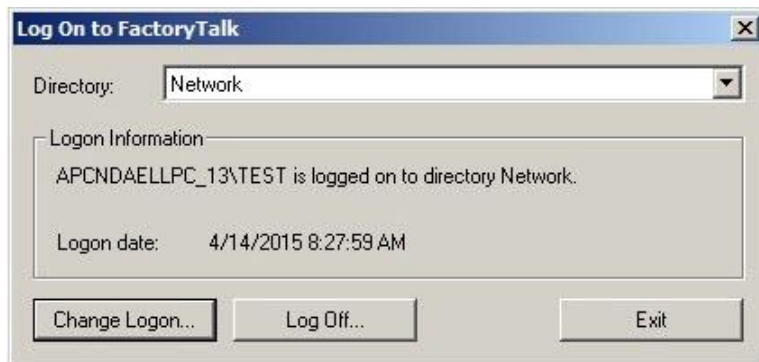 Log On to FactoryTalk
Directory: Network
Logon Information
APCNDAELLPC_13\TEST is logged on to directory Network.
Logon date: 4/14/2015 8:27:59 AM
Change Logon... Log Off... Exit